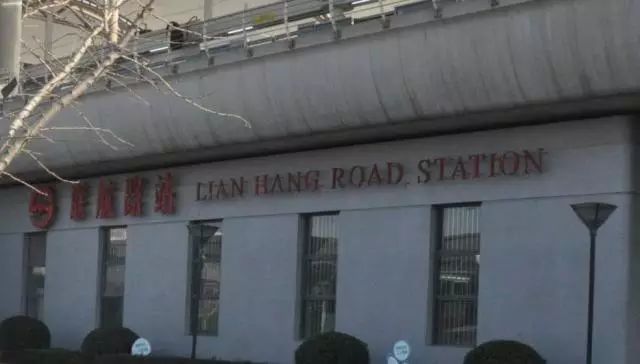 联航路站 LIAN HANG ROAD STATION